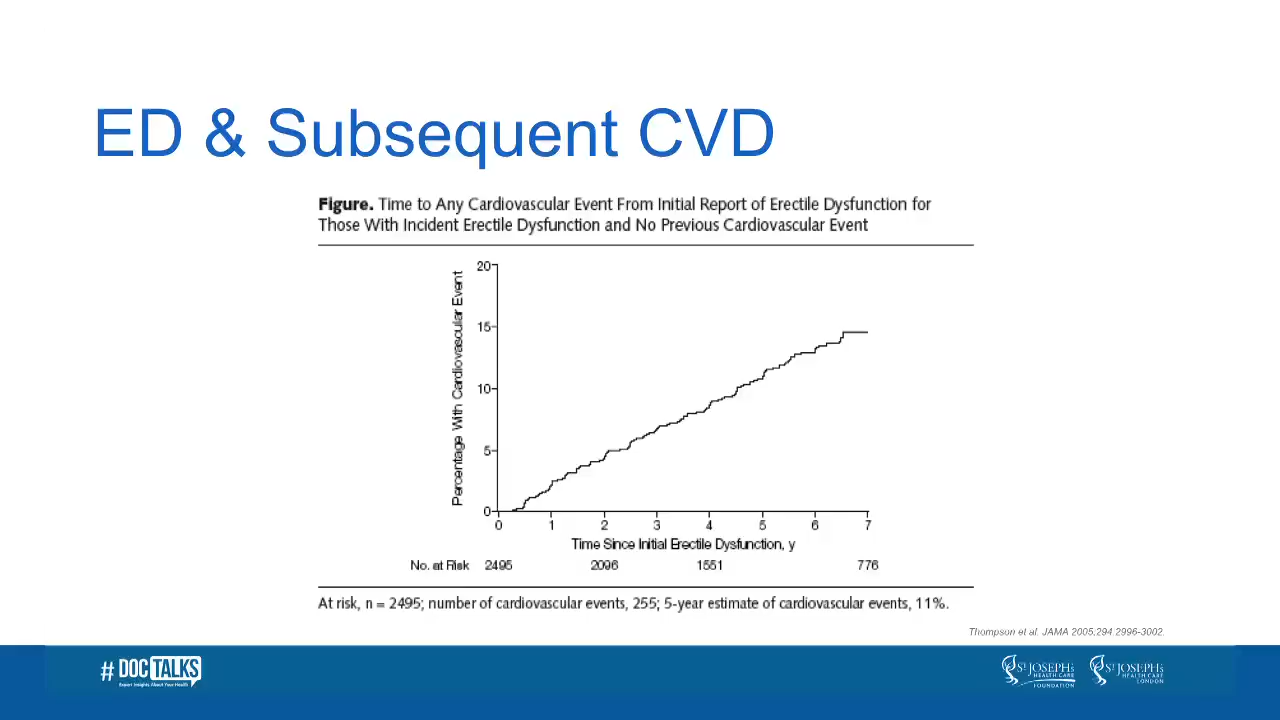 ED & Subsequent CVD
Figure. Time to Any Cardiovascular Event From Initial Report of Erectile Dysfunction for
Those With Incident Erectile Dysfunction and No Previous Cardiovascular Event
Percentage With Cardiovascular Event
20
15
10
5
0
0 1 2 3 4 5 6 7
Time Since Initial Erectile Dysfunction, y
No. at Risk 2495 2096 1551 776
At risk, n = 2495; number of cardiovascular events, 255; 5-year estimate of cardiovascular events, 11%.
Thompson et al. JAMA 2005;294:2996-3002.
# DOC TALKS
Expert Insights About Your Health
ST JOSEPH'S
HEALTH CARE
FOUNDATION
ST JOSEPH'S
HEALTH CARE
LONDON